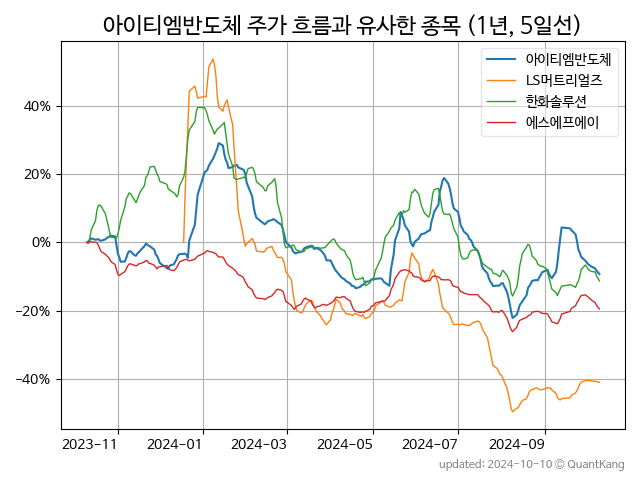 아이티엠반도체 주가 흐름과 유사한 종목 (1년, 5일선)
아이티엠반도체
LS머트리얼즈
한화솔루션
에스에프에이
40%
20%
0%
−20%
−40%
2023-11 2024-01 2024-03 2024-05 2024-07 2024-09
updated: 2024-10-10 © QuantKang